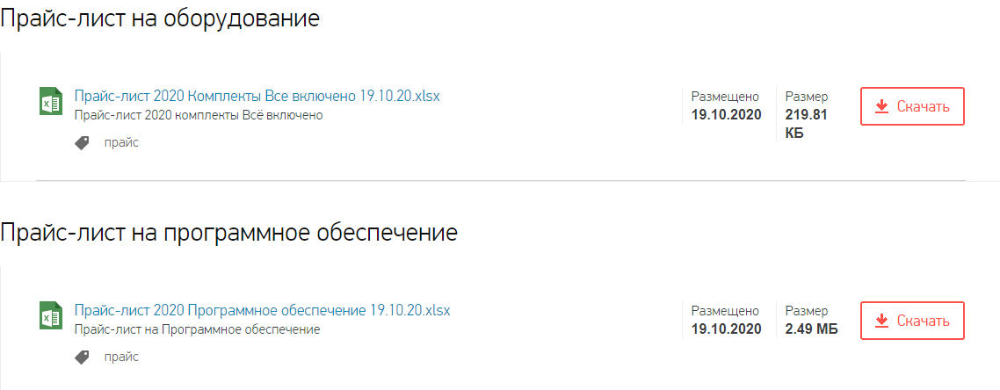 Прайс-лист на оборудование
Прайс-лист 2020 Комплекты Все включено 19.10.20.xlsx
Прайс-лист 2020 комплекты Всё включено
прайс
Размещено
19.10.2020
Размер
219.81
КБ
Скачать
Прайс-лист на программное обеспечение
Прайс-лист 2020 Программное обеспечение 19.10.20.xlsx
Прайс-лист на Программное обеспечение
прайс
Размещено
19.10.2020
Размер
2.49 МБ
Скачать